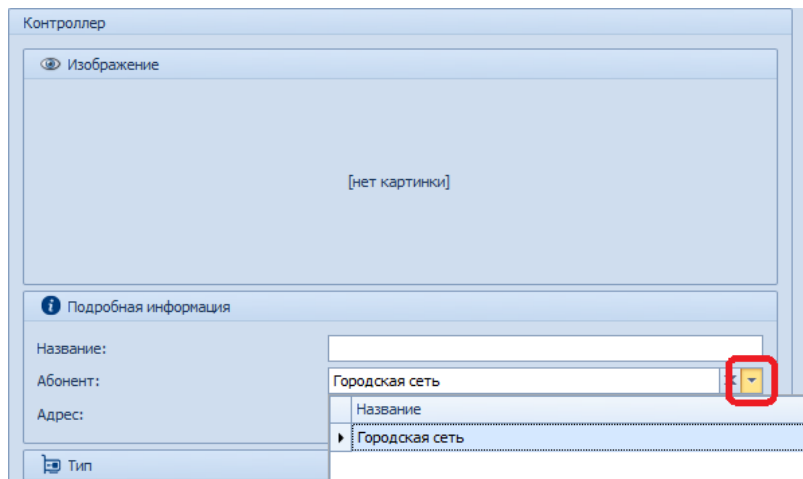 Контроллер
Изображение
[нет картинки]
Подробная информация
Название:
Абонент: Городская сеть
Адрес:
Название
Городская сеть
Тип